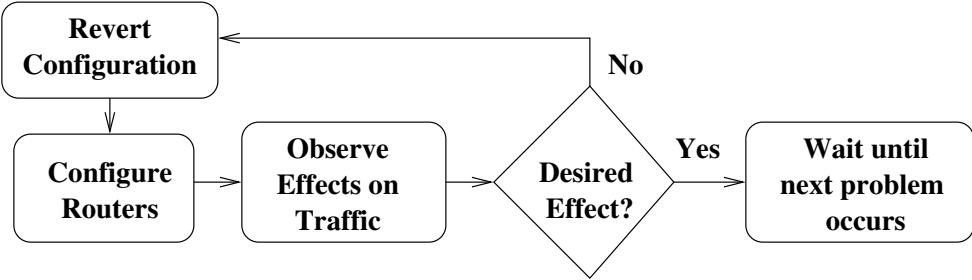 Revert
Configuration
No
Configure
Routers
Observe
Effects on
Traffic
Desired
Effect?
Yes
Wait until
next problem
occurs